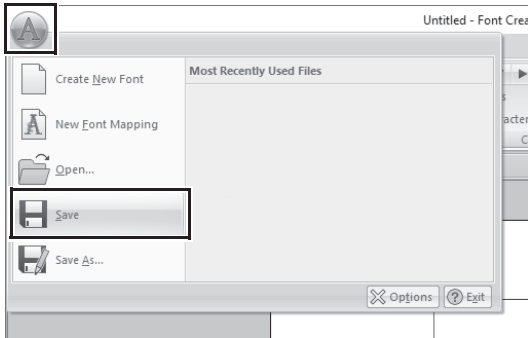 Untitled - Font Crea
Create New Font
Most Recently Used Files
New Font Mapping
Open...
Save
Save As...
Options
Exit
s
acter
C